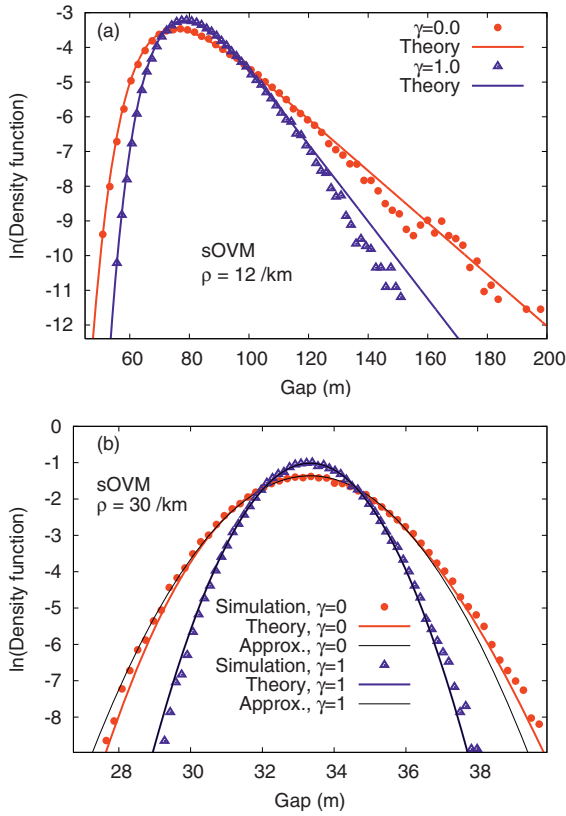 (a)
γ=0.0
Theory
γ=1.0
Theory
sOVM
ρ = 12 /km
ln(Density function)
-3
-4
-5
-6
-7
-8
-9
-10
-11
-12
60 80 100 120 140 160 180 200
Gap (m)
(b)
sOVM
ρ = 30 /km
Simulation, γ=0
Theory, γ=0
Approx., γ=0
Simulation, γ=1
Theory, γ=1
Approx., γ=1
ln(Density function)
0
-1
-2
-3
-4
-5
-6
-7
-8
28 30 32 34 36 38
Gap (m)